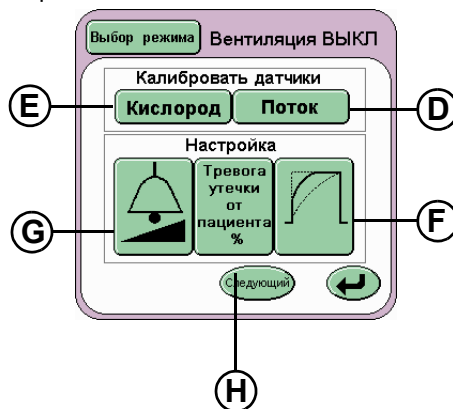 Выбор режима Вентиляция ВЫКЛ
Калибровать датчики
E Кислород Поток D
Настройка
Тревога
утечки
от
пациента
%
G F
Следующий
H